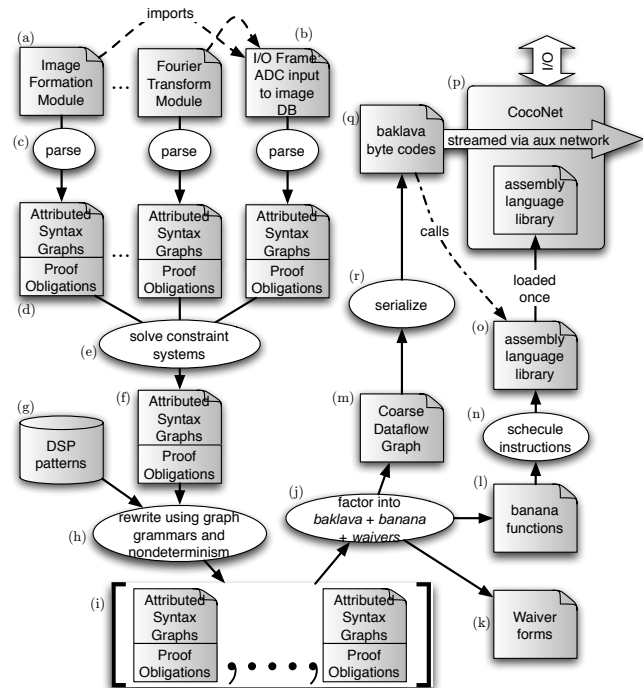 imports
(a)
Image
Formation
Module
...
Fourier
Transform
Module
(b)
I/O Frame:
ADC input
to image
DB
(c)
parse
parse
parse
Attributed
Syntax
Graphs
Proof
Obligations
...
Attributed
Syntax
Graphs
Proof
Obligations
Attributed
Syntax
Graphs
Proof
Obligations
(d)
(e)
solve constraint
systems
(f)
Attributed
Syntax
Graphs
Proof
Obligations
(g)
DSP
patterns
(h)
rewrite using graph
grammars and
nondeterminism
(i)
Attributed
Syntax
Graphs
Proof
Obligations
Attributed
Syntax
Graphs
Proof
Obligations
(j)
factor into
baklava + banana
+ waivers
(k)
Waiver
forms
(l)
banana
functions
(m)
Coarse
Dataflow
Graph
(n)
schecule
instructions
(o)
assembly
language
library
loaded
once
(p)
I/O
CocoNet
streamed via aux network
assembly
language
library
(q)
baklava
byte codes
calls
(r)
serialize